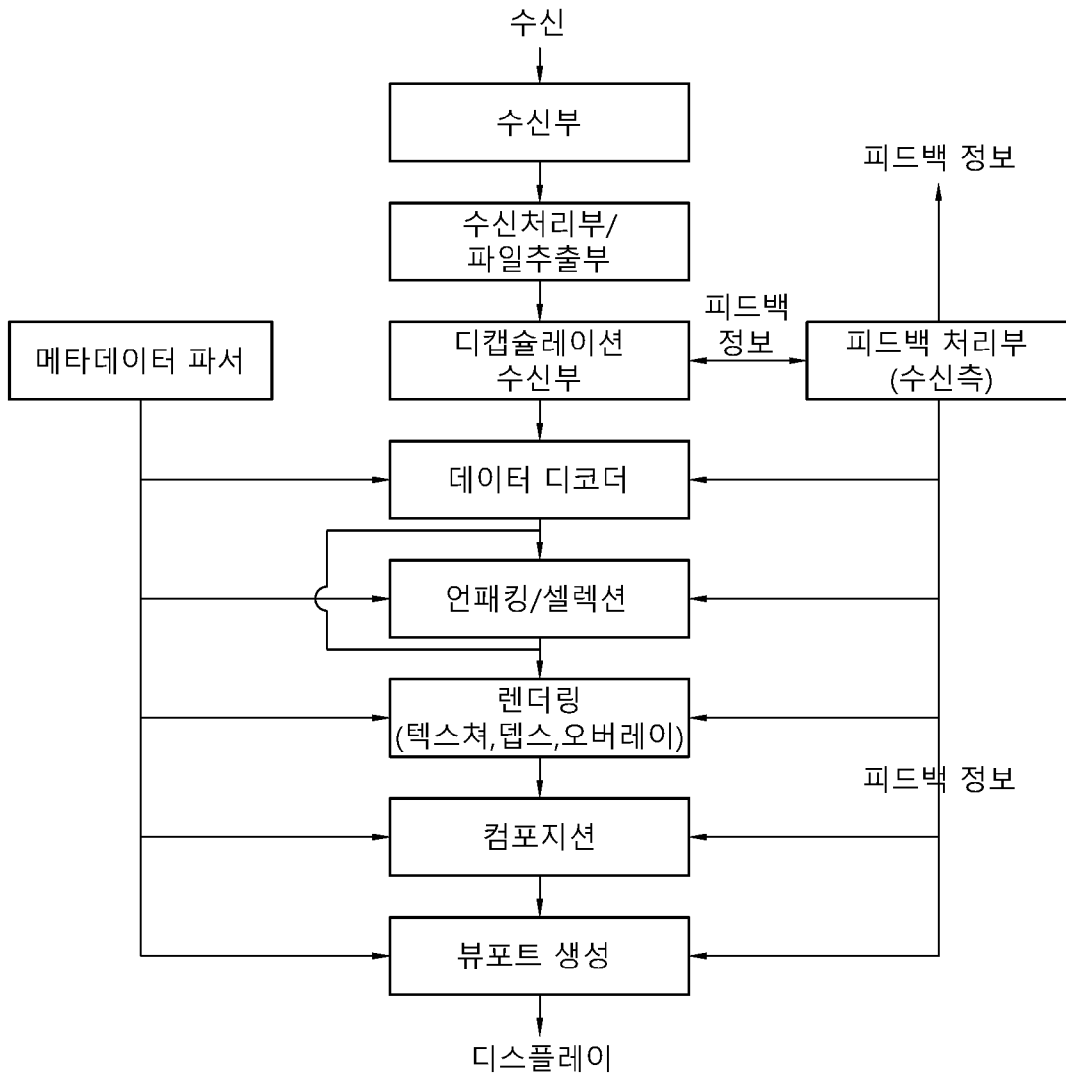 수신
수신부
피드백 정보
수신처리부/
파일추출부
메타데이터 파서
디캡슐레이션
수신부
피드백
정보
피드백 처리부
(수신측)
데이터 디코더
언패킹/셀렉션
렌더링
(텍스쳐,뎁스,오버레이)
피드백 정보
컴포지션
뷰포트 생성
디스플레이